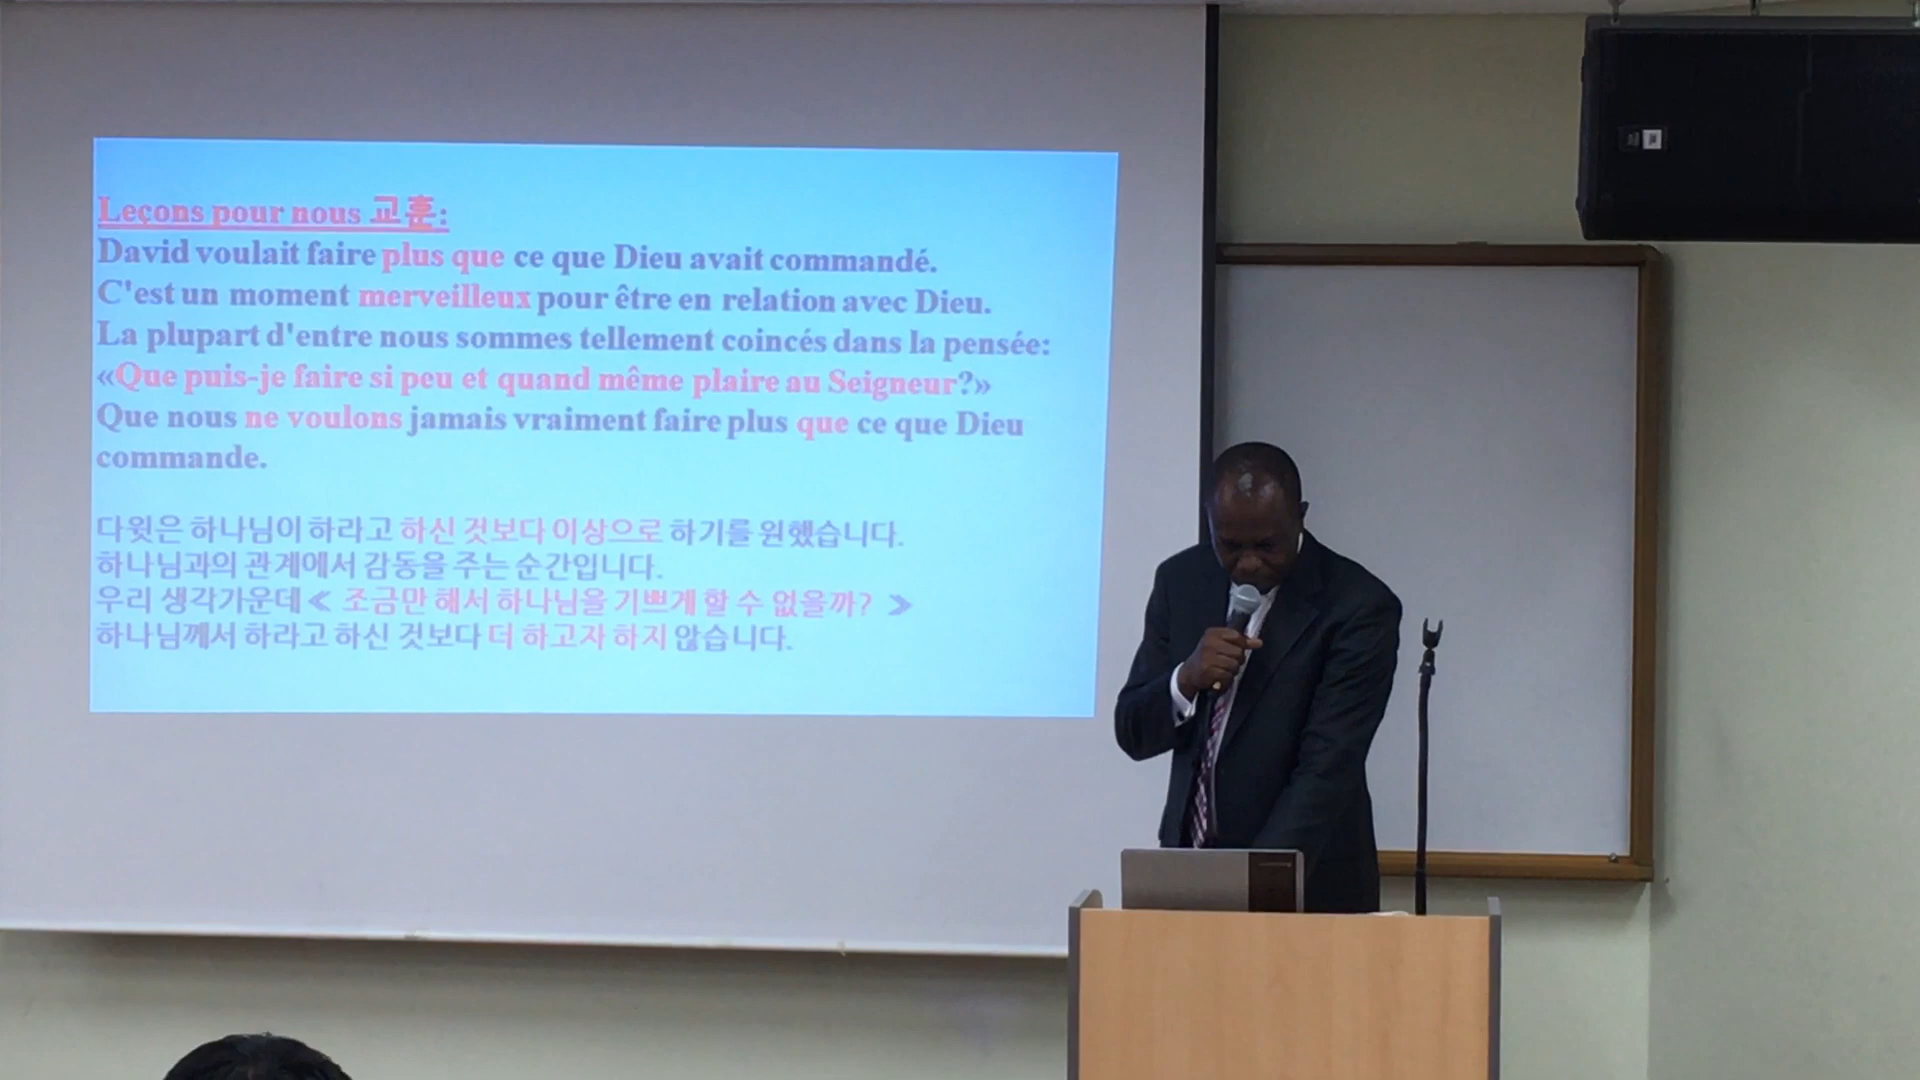 Leçons pour nous 교훈:
David voulait faire plus que ce que Dieu avait commandé.
C'est un moment merveilleux pour être en relation avec Dieu.
La plupart d'entre nous sommes tellement coincés dans la pensée:
«Que puis-je faire si peu et quand même plaire au Seigneur?»
Que nous ne voulons jamais vraiment faire plus que ce que Dieu
commande.
다윗은 하나님이 하라고 하신 것보다 이상으로 하기를 원했습니다.
하나님과의 관계에서 감동을 주는 순간입니다.
우리 생각가운데≪ 조금만 해서 하나님을 기쁘게 할 수 없을까? ≫
하나님께서 하라고 하신 것보다 더 하고자 하지 않습니다.